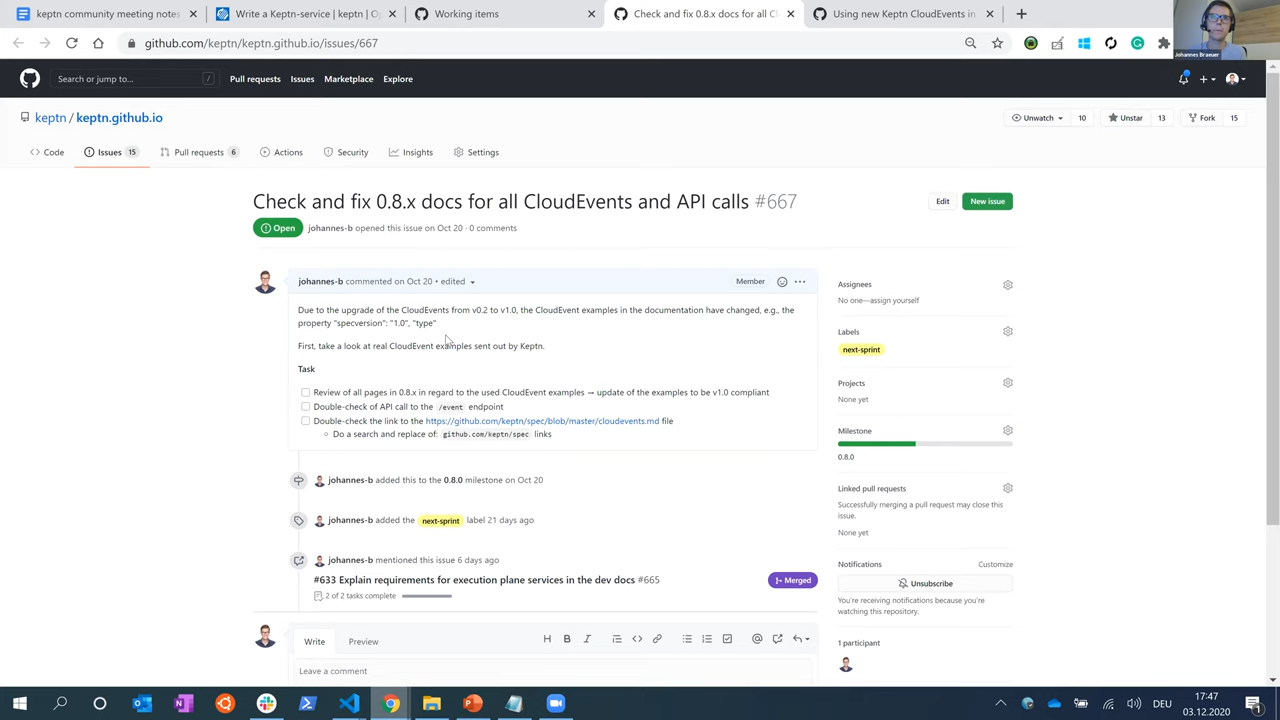 keptn community meeting notes
Write a Keptn-service | Keptn | O
Working items
Check and fix 0.8.x docs for all Cl
Using new Keptn CloudEvents in
github.com/keptn/keptn.github.io/issues/667
Johannes Braeuer
Search or jump to...
/
Pull requests
Issues
Marketplace
Explore
keptn / keptn.github.io
Unwatch
10
Unstar
13
Fork
15
Code
Issues 15
Pull requests 6
Actions
Security
Insights
Settings
Check and fix 0.8.x docs for all CloudEvents and API calls #667
Edit
New issue
Open
johannes-b opened this issue on Oct 20 · 0 comments
johannes-b commented on Oct 20 • edited
Member
Due to the upgrade of the CloudEvents from v0.2 to v1.0, the CloudEvent examples in the documentation have changed, e.g., the
property "specversion": "1.0", "type"
First, take a look at real CloudEvent examples sent out by Keptn.
Task
Review of all pages in 0.8.x in regard to the used CloudEvent examples → update of the examples to be v1.0 compliant
Double-check of API call to the /event endpoint
Double-check the link to the https://github.com/keptn/spec/blob/master/cloudevents.md file
Do a search and replace of: github.com/keptn/spec links
johannes-b added this to the 0.8.0 milestone on Oct 20
johannes-b added the next-sprint label 21 days ago
johannes-b mentioned this issue 6 days ago
#633 Explain requirements for execution plane services in the dev docs #665
Merged
2 of 2 tasks complete
Write
Preview
Leave a comment
Assignees
No one—assign yourself
Labels
next-sprint
Projects
None yet
Milestone
0.8.0
Linked pull requests
Successfully merging a pull request may close this
issue.
None yet
Notifications
Customize
Unsubscribe
You're receiving notifications because you're
watching this repository.
1 participant
DEU
17:47
03.12.2020